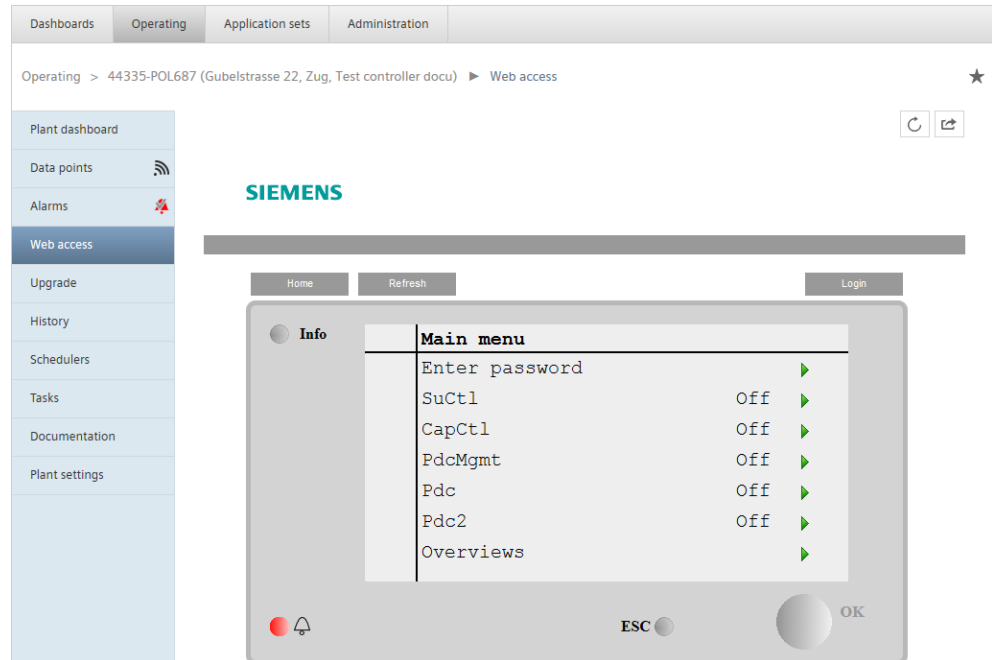 Dashboards Operating Application sets Administration
Operating > 44335-POL687 (Gubelstrasse 22, Zug, Test controller docu) ► Web access
Plant dashboard
Data points
Alarms
Web access
Upgrade
History
Schedulers
Tasks
Documentation
Plant settings
SIEMENS
Home Refresh Login
Info
Main menu
Enter password
SuCtl Off
CapCtl Off
PdcMgmt Off
Pdc Off
Pdc2 Off
Overviews
ESC OK